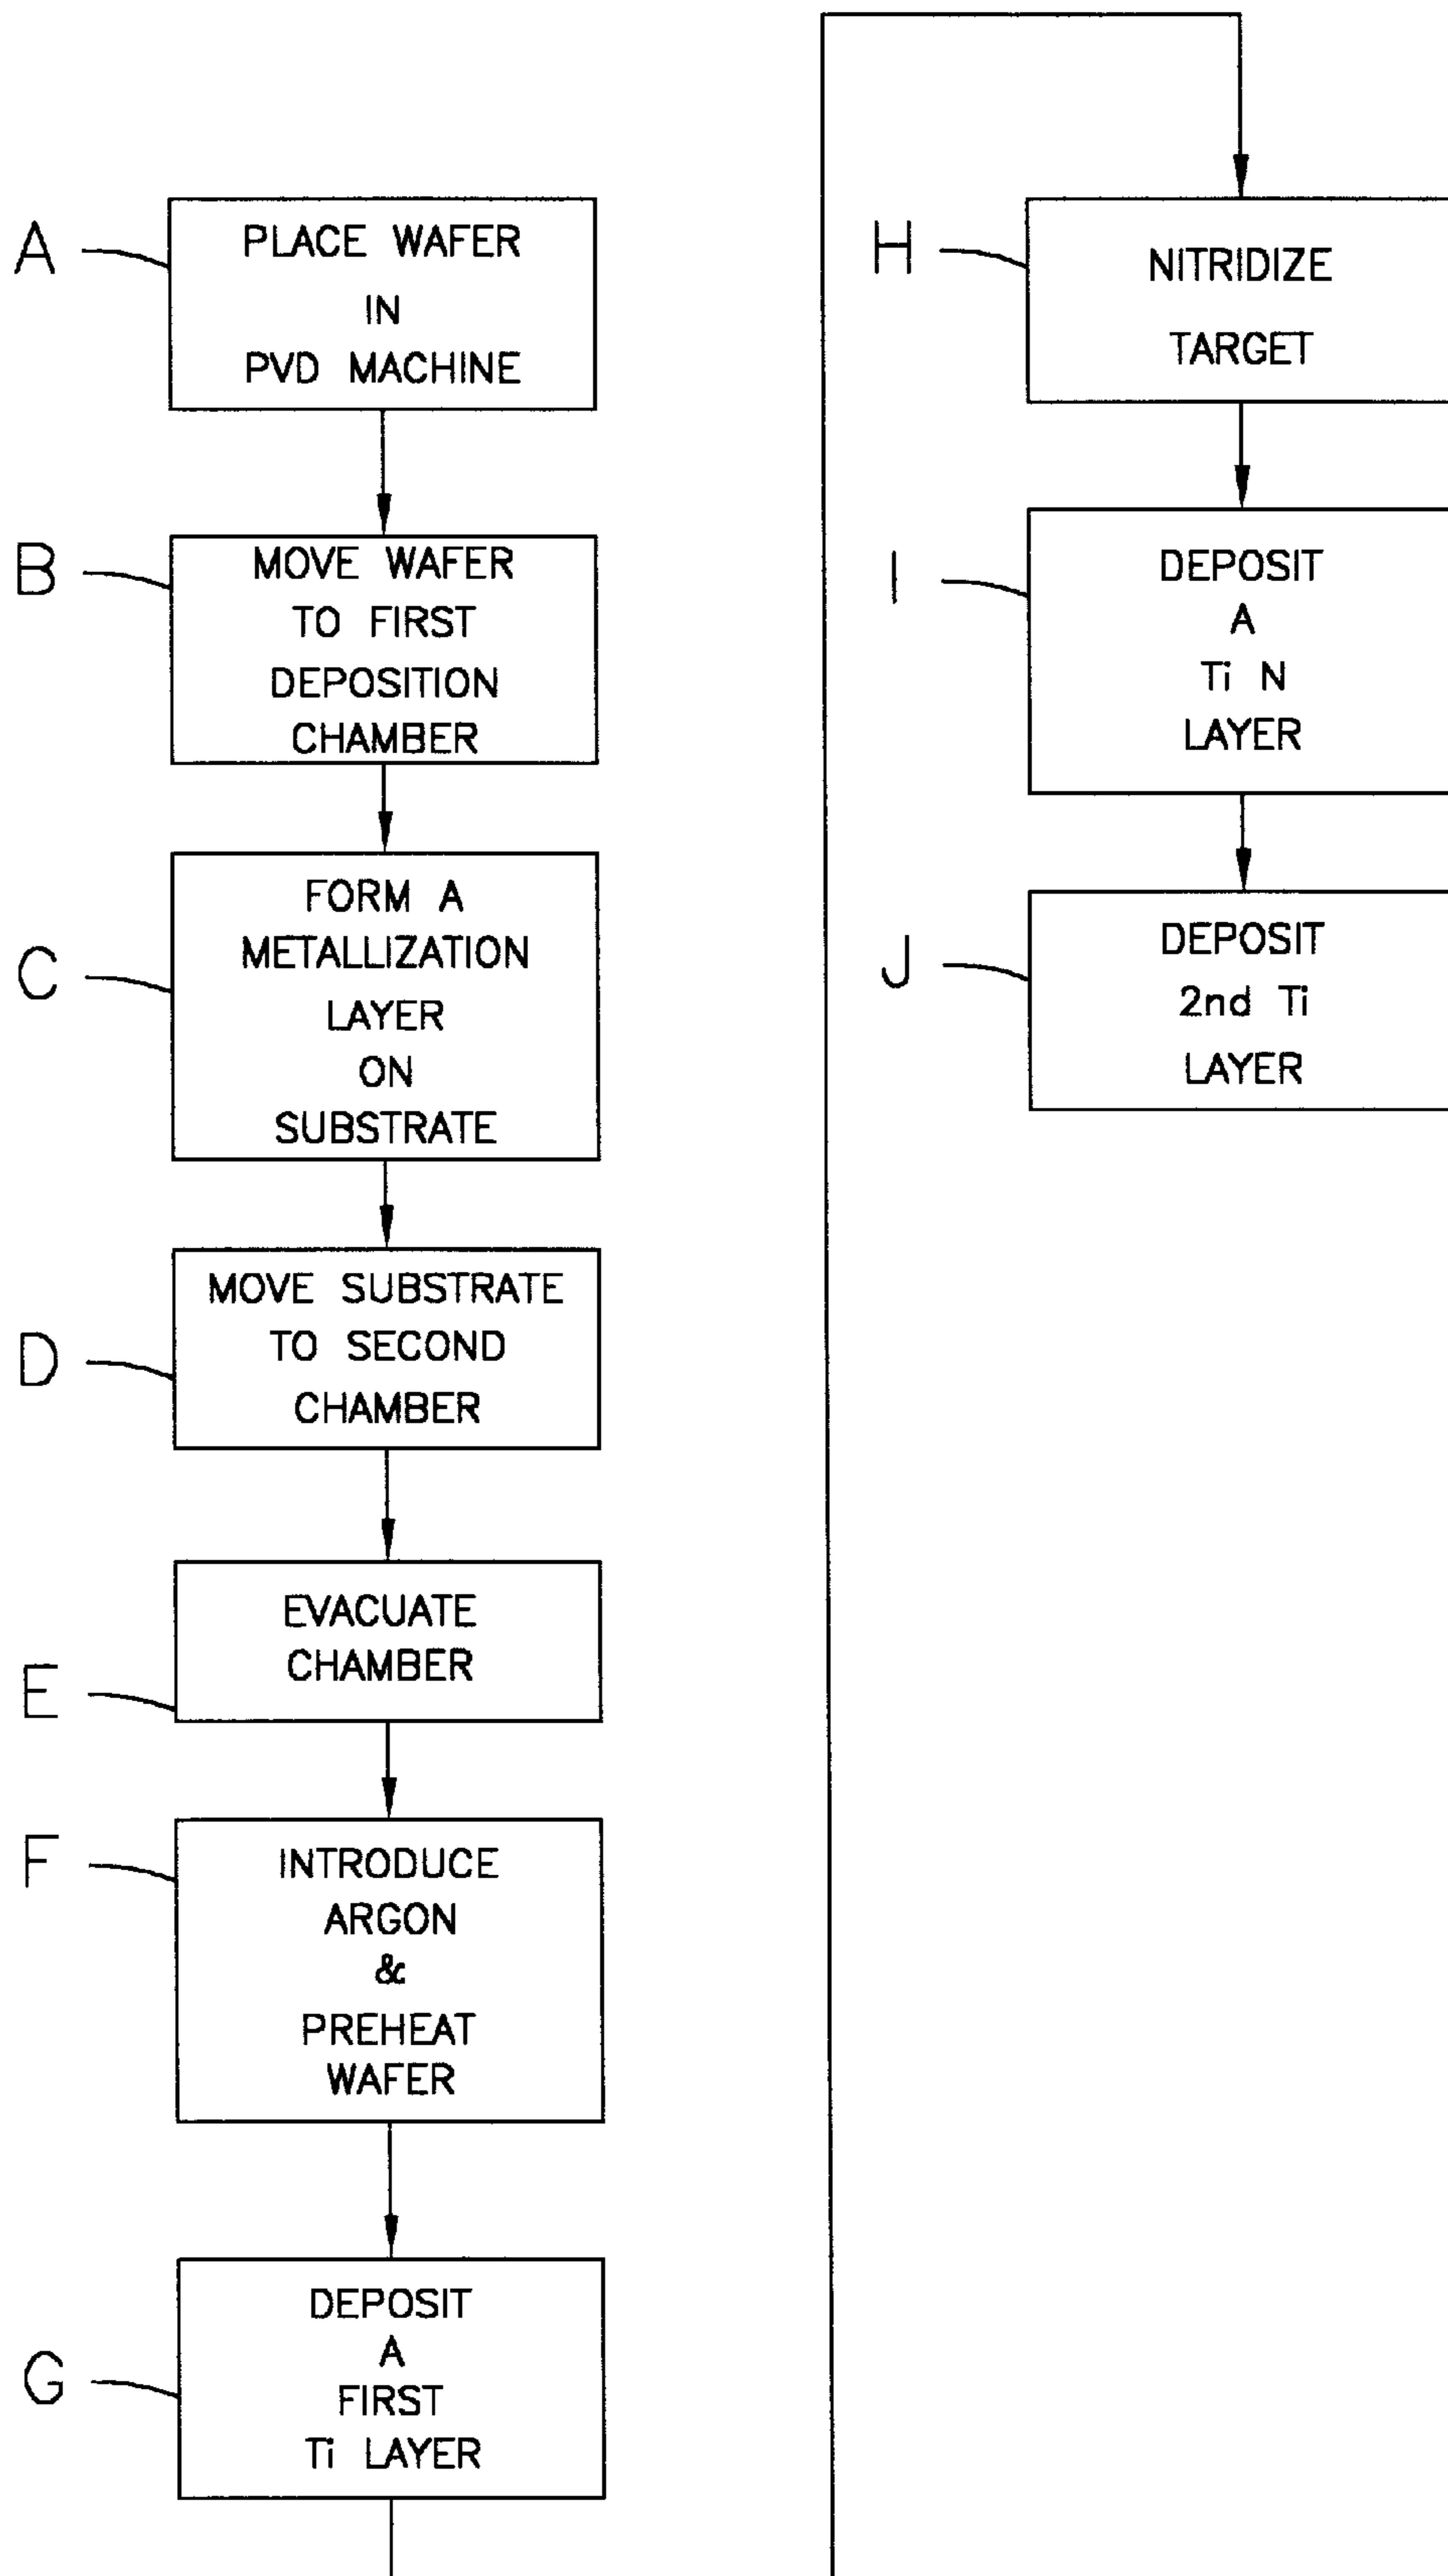 A
PLACE WAFER
IN
PVD MACHINE
B
MOVE WAFER
TO FIRST
DEPOSITION
CHAMBER
C
FORM A
METALLIZATION
LAYER
ON
SUBSTRATE
D
MOVE SUBSTRATE
TO SECOND
CHAMBER
E
EVACUATE
CHAMBER
F
INTRODUCE
ARGON
&
PREHEAT
WAFER
G
DEPOSIT
A
FIRST
Ti LAYER
H
NITRIDIZE
TARGET
I
DEPOSIT
A
Ti N
LAYER
J
DEPOSIT
2nd Ti
LAYER